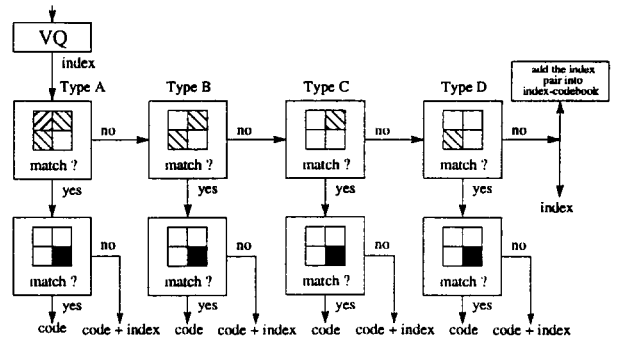 VQ
index
add the index
pair into
index-codebook
Type A
Type B
Type C
Type D
match ?
no
match ?
no
match ?
no
match ?
no
yes
yes
yes
yes
index
match ?
no
match ?
no
match ?
no
match ?
no
yes
yes
yes
yes
code
code + index
code
code + index
code
code + index
code
code + index